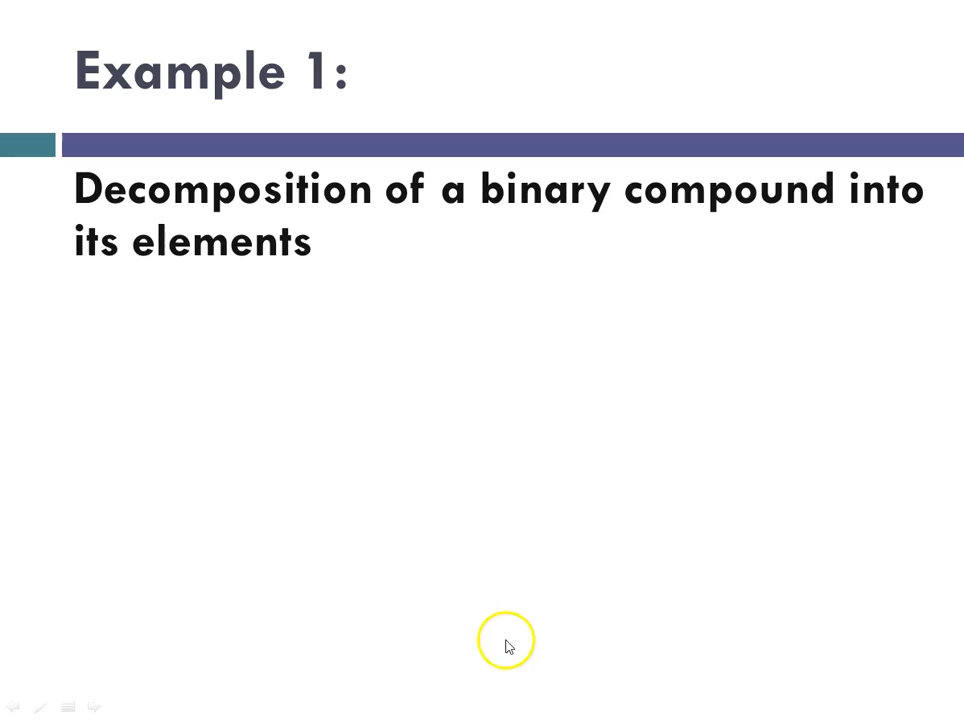 Example 1:
Decomposition of a binary compound into
its elements